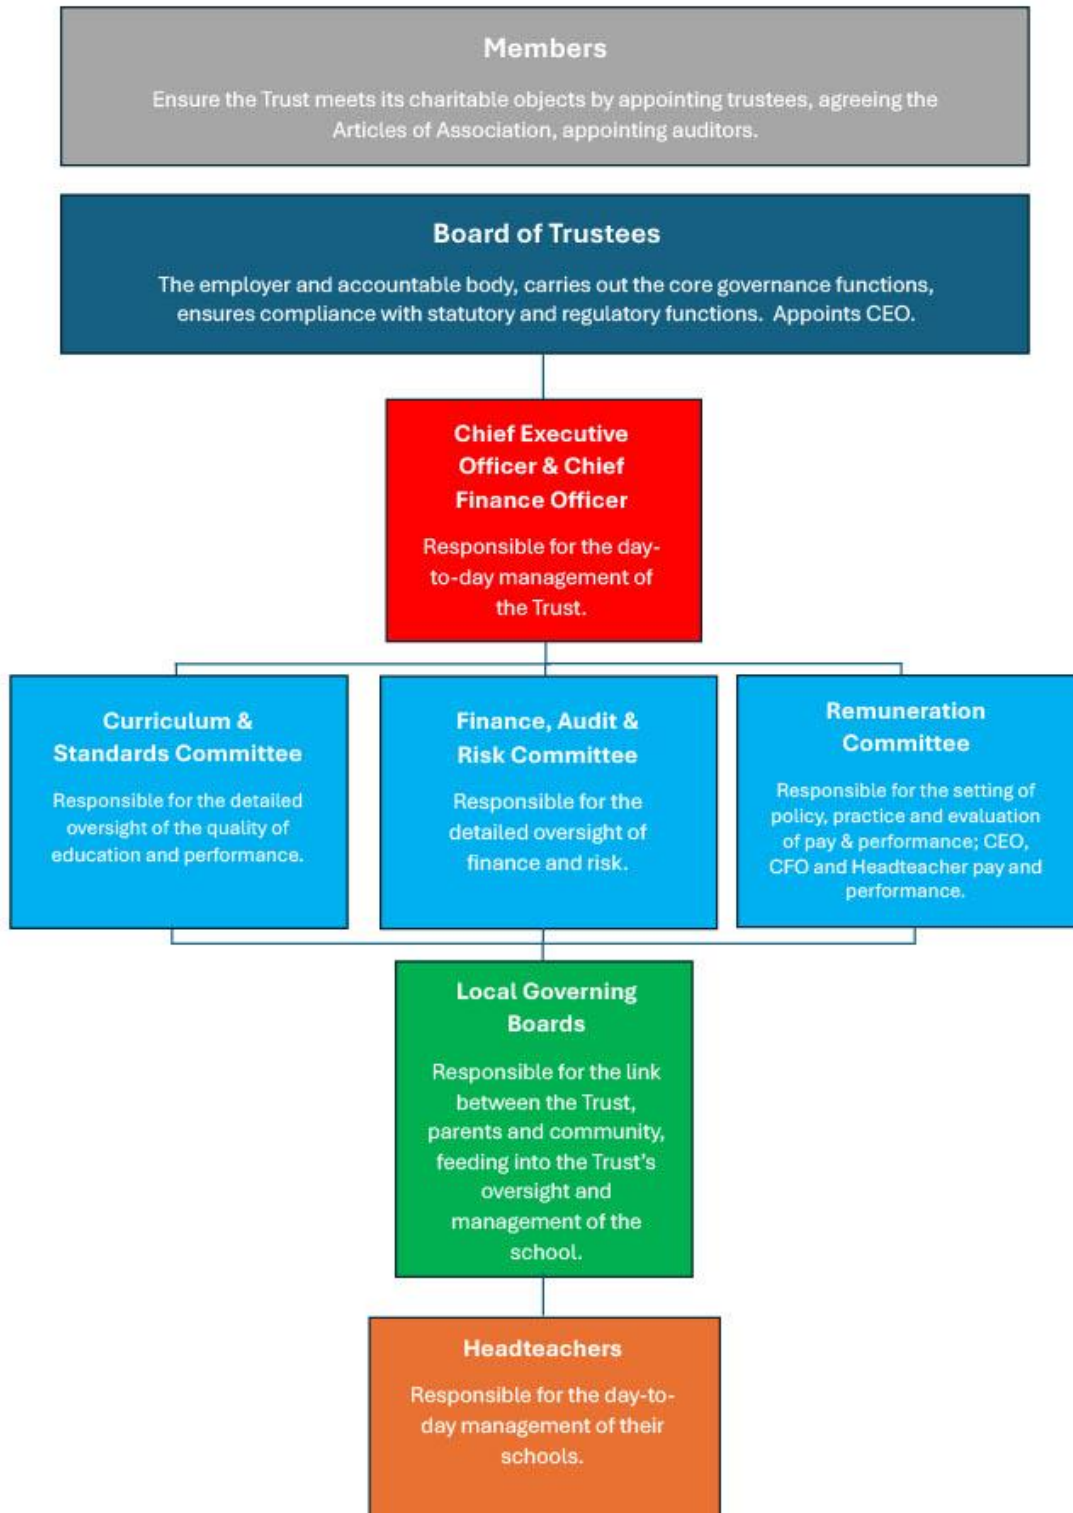 Members
Ensure the Trust meets its charitable objects by appointing trustees, agreeing the
Articles of Association, appointing auditors.
Board of Trustees
The employer and accountable body, carries out the core governance functions,
ensures compliance with statutory and regulatory functions.  Appoints CEO.
Chief Executive
Officer & Chief
Finance Officer
Responsible for the day-
to-day management of
the Trust.
Curriculum &
Standards Committee
Responsible for the detailed
oversight of the quality of
education and performance.
Finance, Audit &
Risk Committee
Responsible for the
detailed oversight of
finance and risk.
Remuneration
Committee
Responsible for the setting of
policy, practice and evaluation
of pay & performance; CEO,
CFO and Headteacher pay and
performance.
Local Governing
Boards
Responsible for the link
between the Trust,
parents and community,
feeding into the Trust’s
oversight and
management of the
school.
Headteachers
Responsible for the day-to-
day management of their
schools.